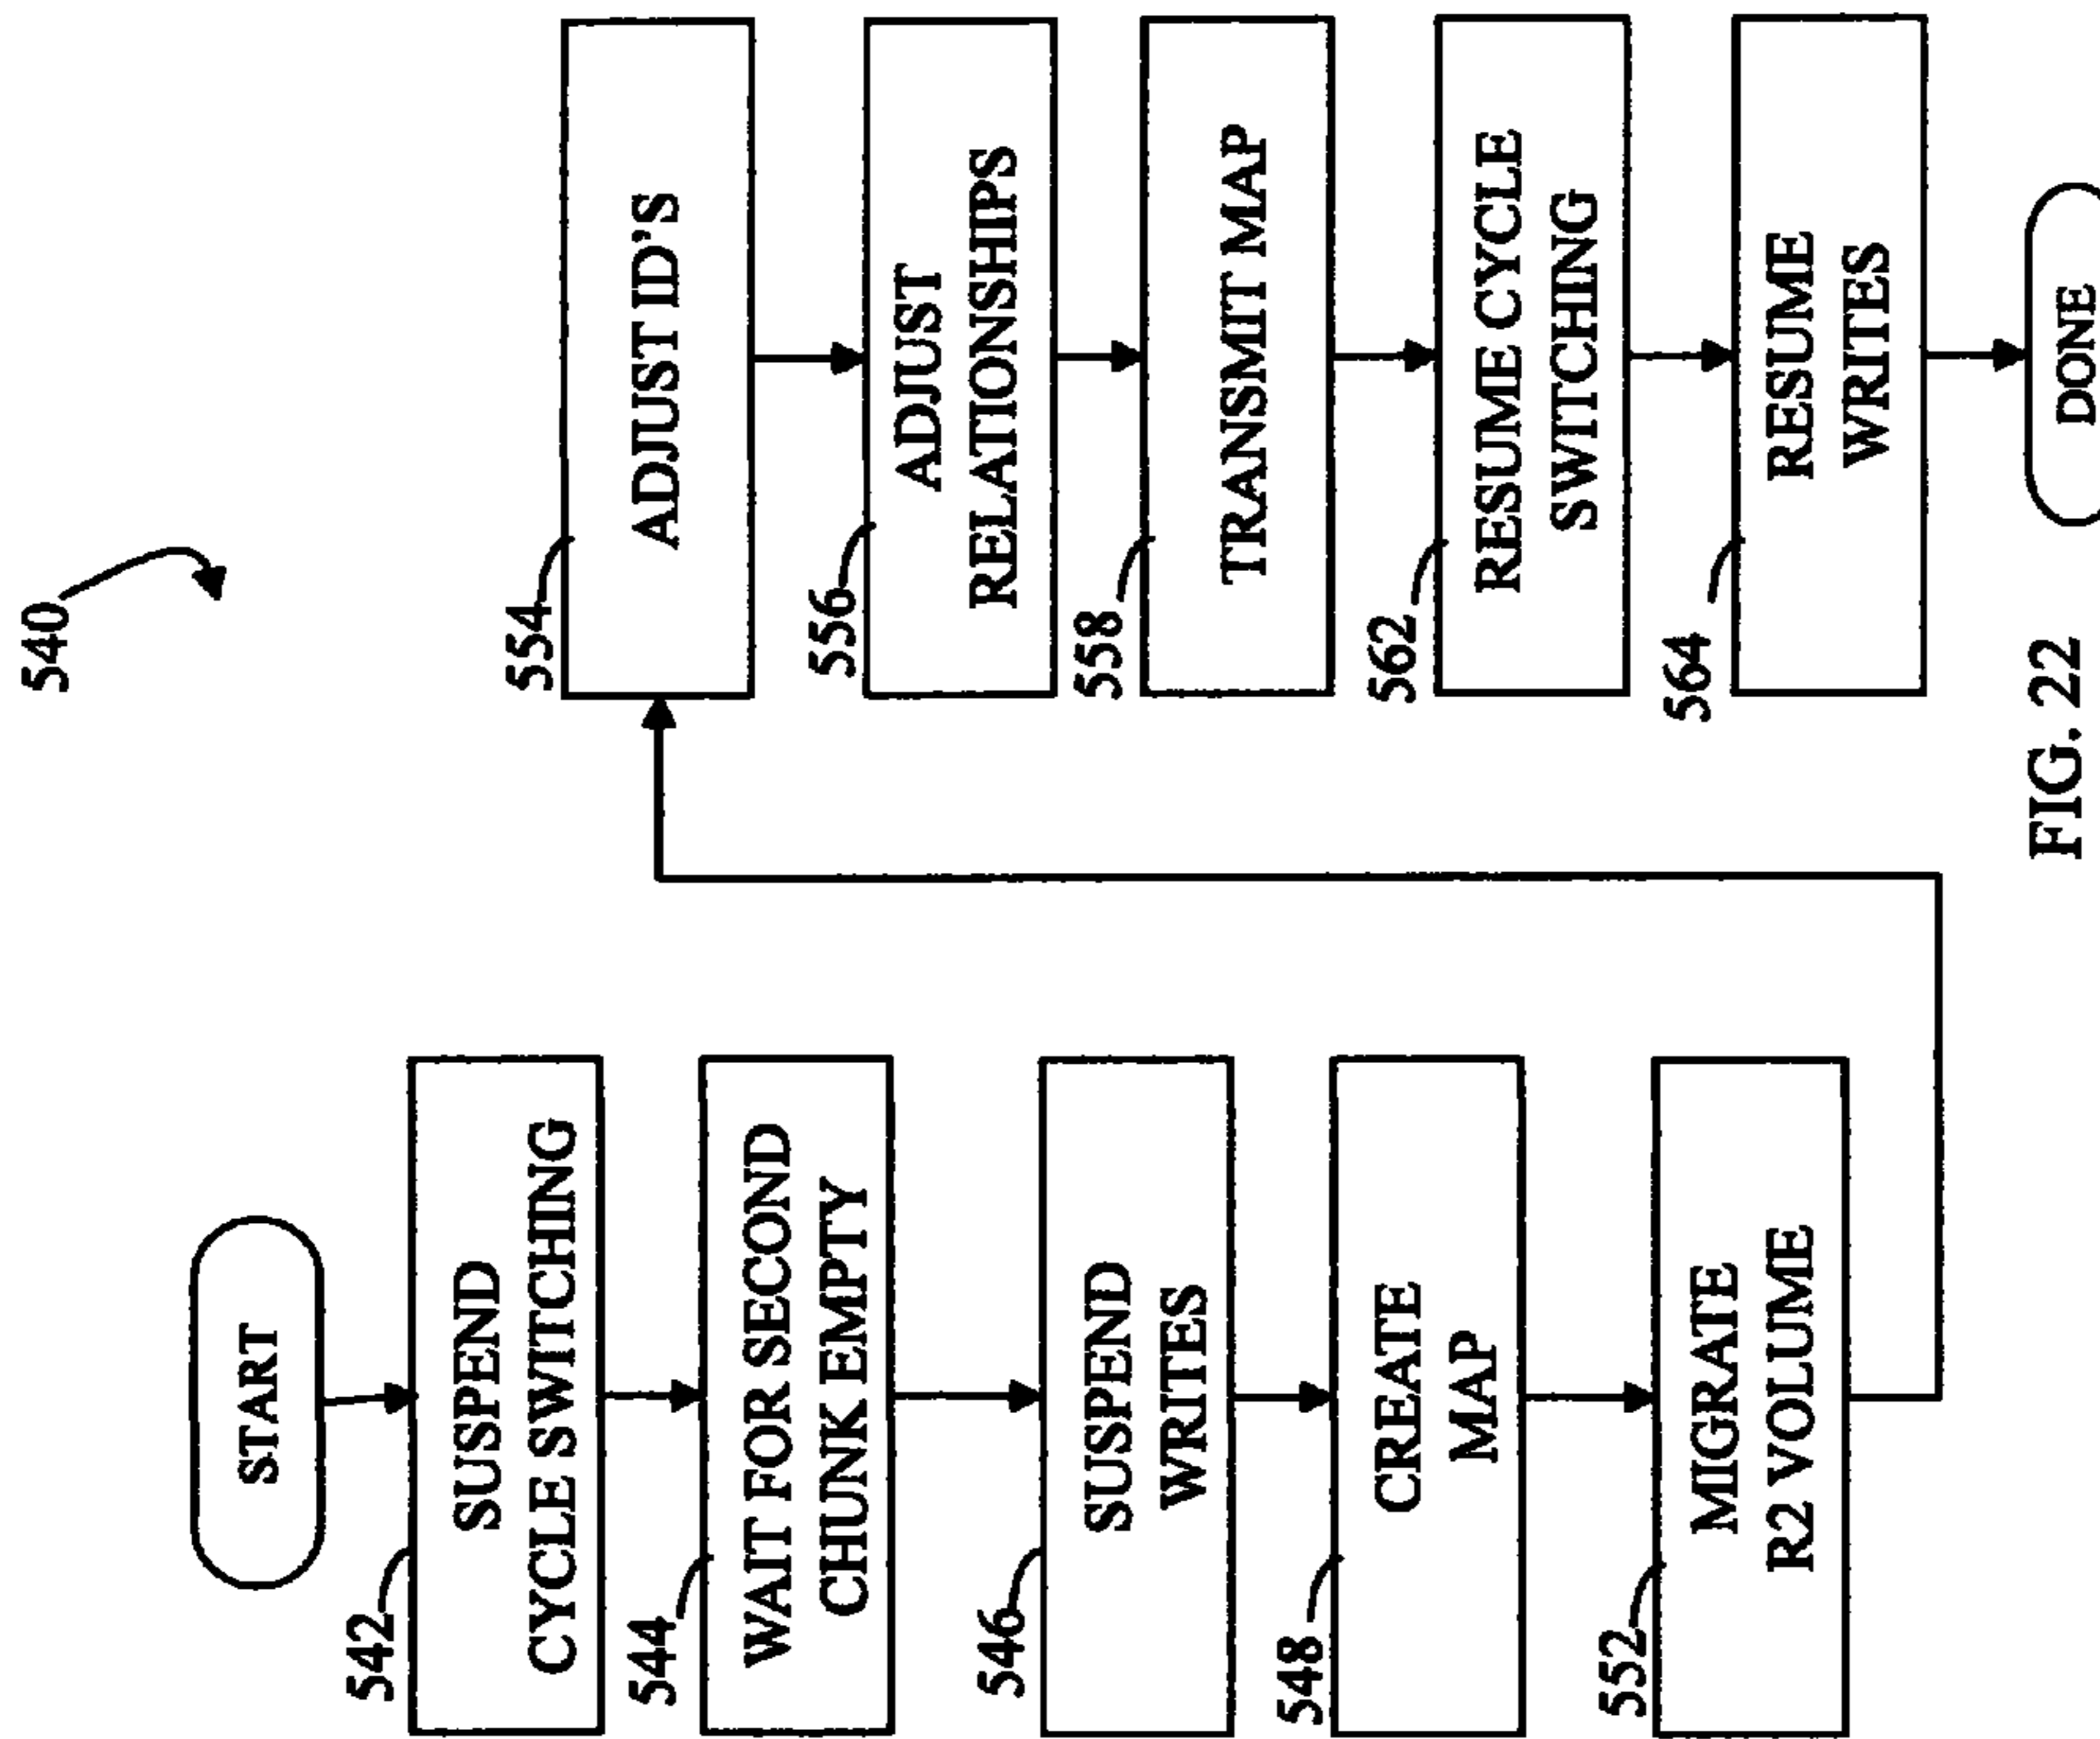 540
START
542
SUSPEND
CYCLE SWITCHING
544
WAIT FOR SECOND
CHUNK EMPTY
546
SUSPEND
WRITES
548
CREATE
MAP
552
MIGRATE
R2 VOLUME
554
ADJUST ID'S
556
ADJUST
RELATIONSHIPS
558
TRANSMIT MAP
562
RESUME CYCLE
SWITCHING
564
RESUME
WRITES
DONE
FIG. 22